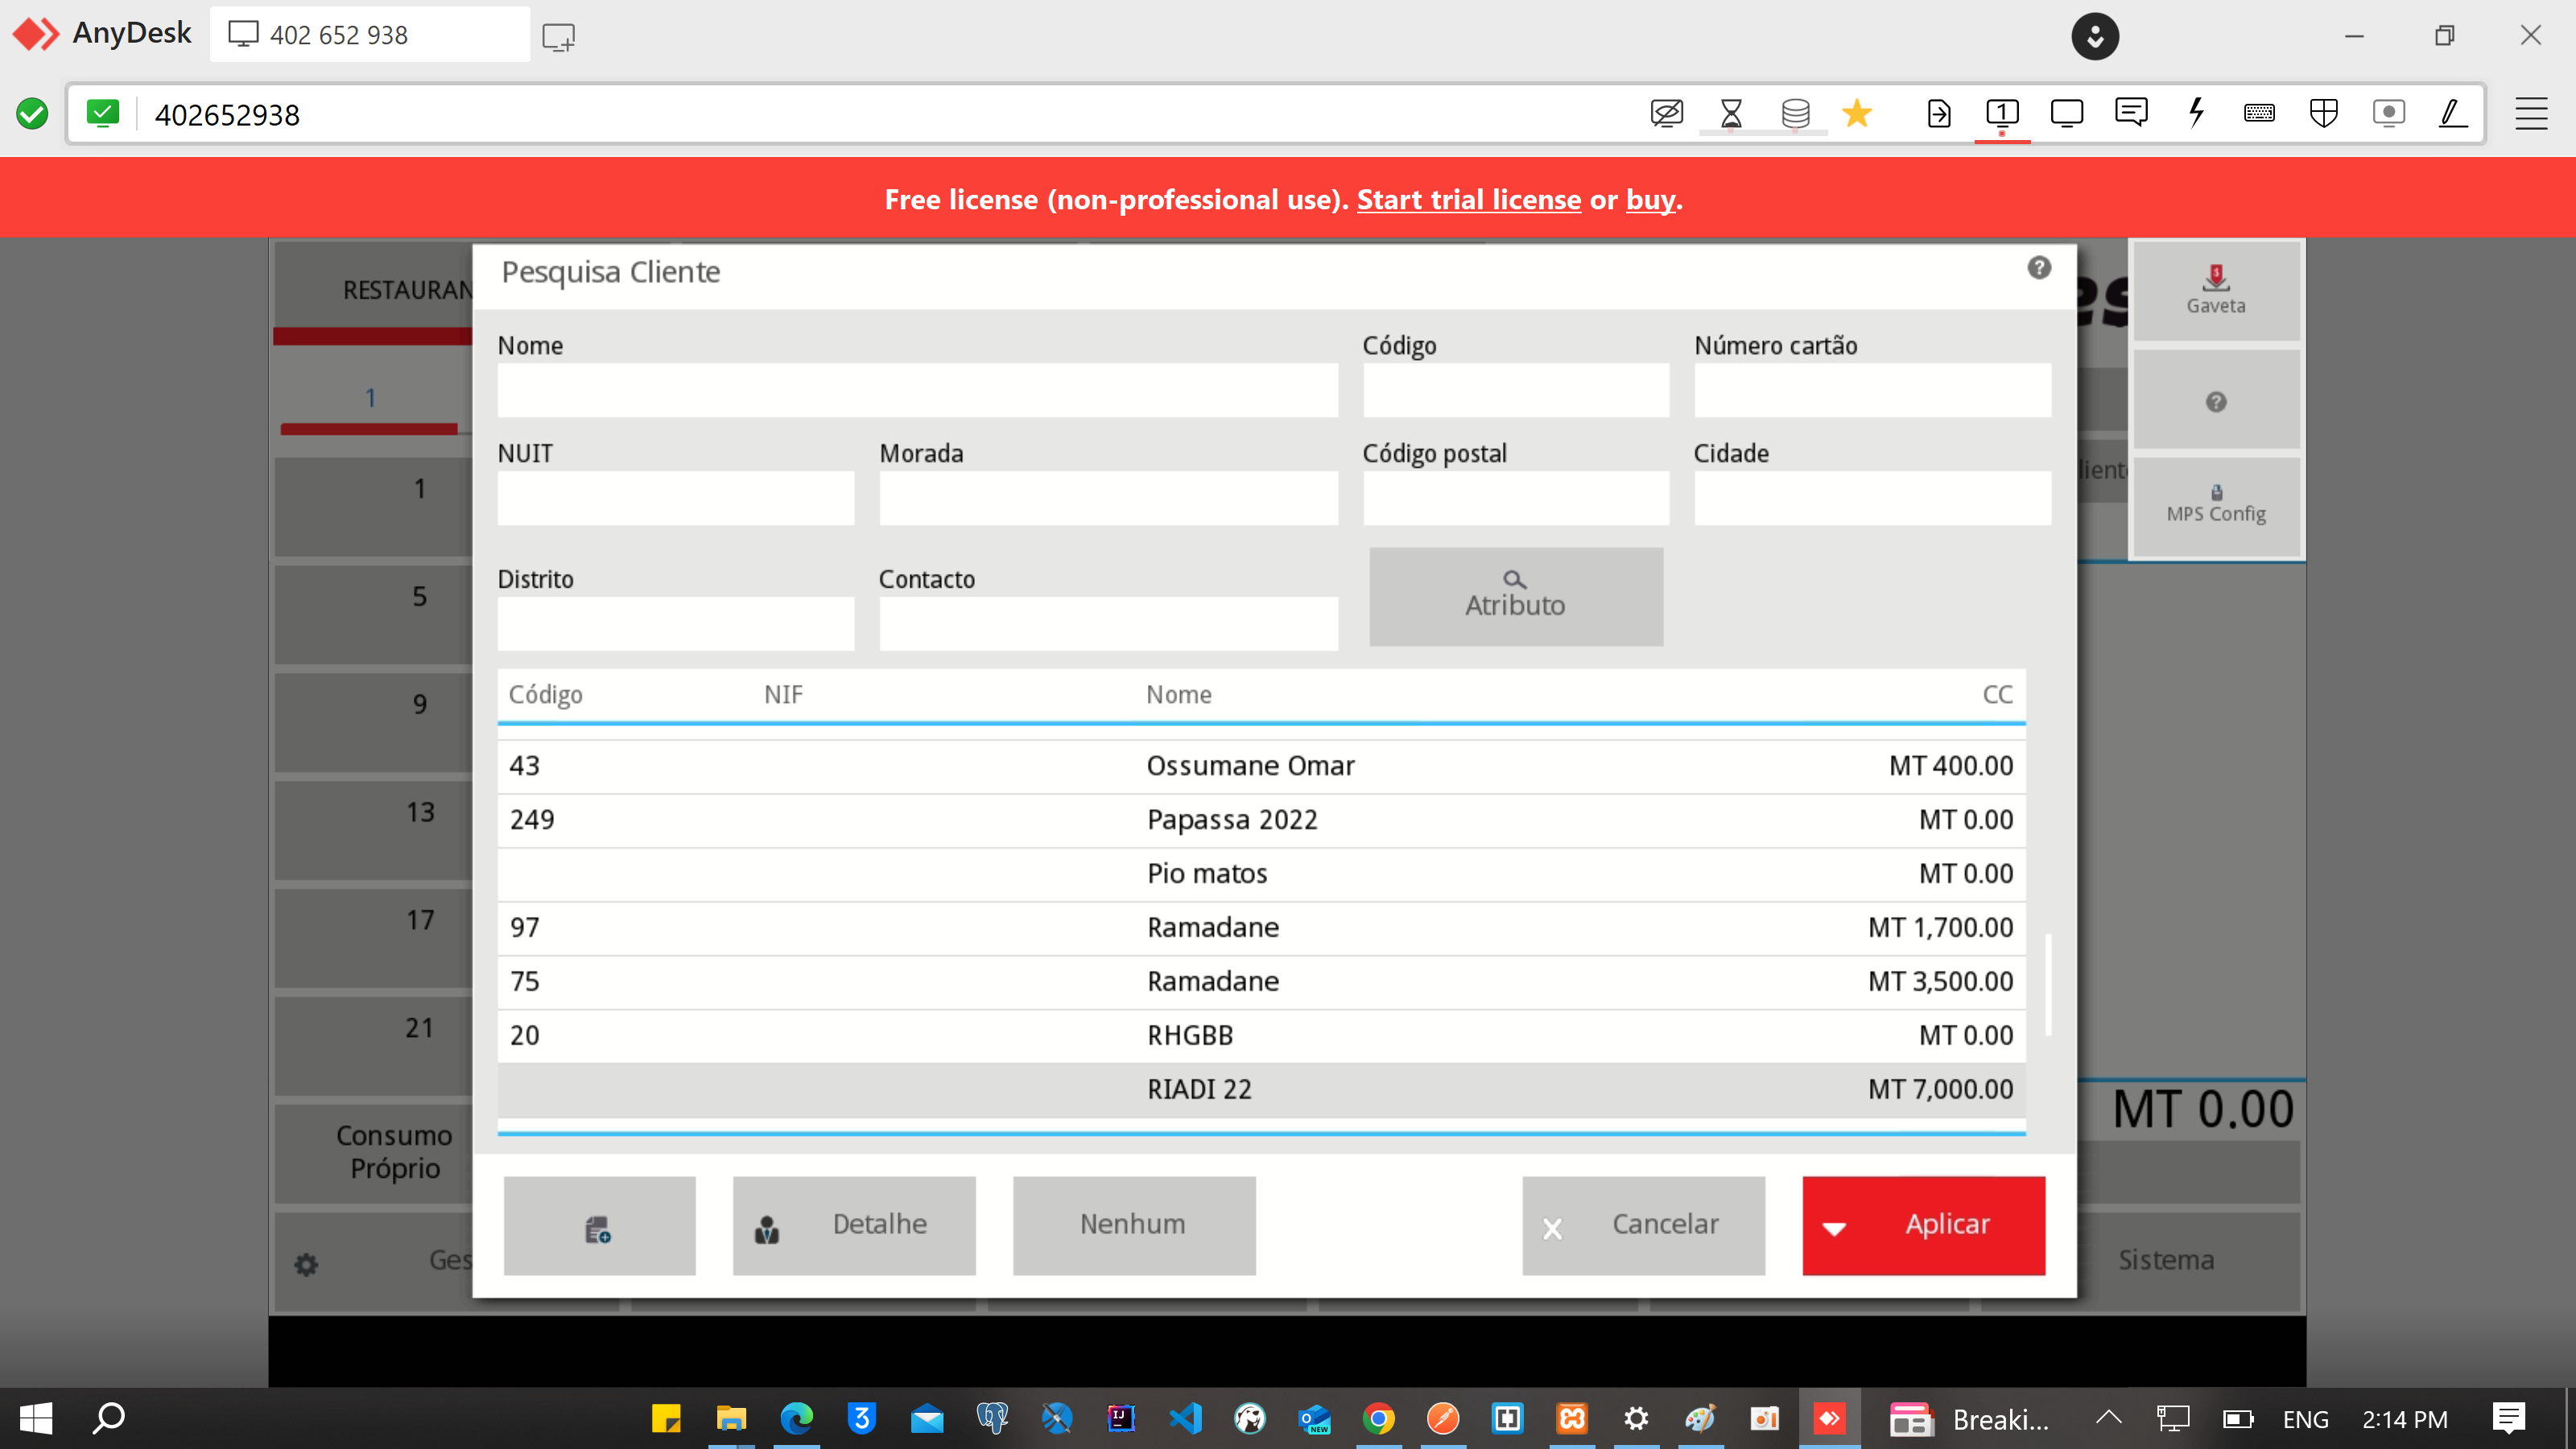 AnyDesk
402 652 938
402652938
1
Free license (non-professional use). Start trial license or buy.
Pesquisa Cliente
RESTAURAN
Gaveta
Nome
Código
Número cartão
1
NUIT
Morada
Código postal
Cidade
1
MPS Config
Distrito
Contacto
Atributo
5
Código NIF Nome CC
9
43 Ossumane Omar MT 400.00
13
249 Papassa 2022 MT 0.00
Pio matos MT 0.00
17
97 Ramadane MT 1,700.00
75 Ramadane MT 3,500.00
21
20 RHGBB MT 0.00
RIADI 22 MT 7,000.00
MT 0.00
Consumo
Próprio
Detalhe
Nenhum
Cancelar
Aplicar
Ges
Sistema
Breaki...
ENG
2:14 PM